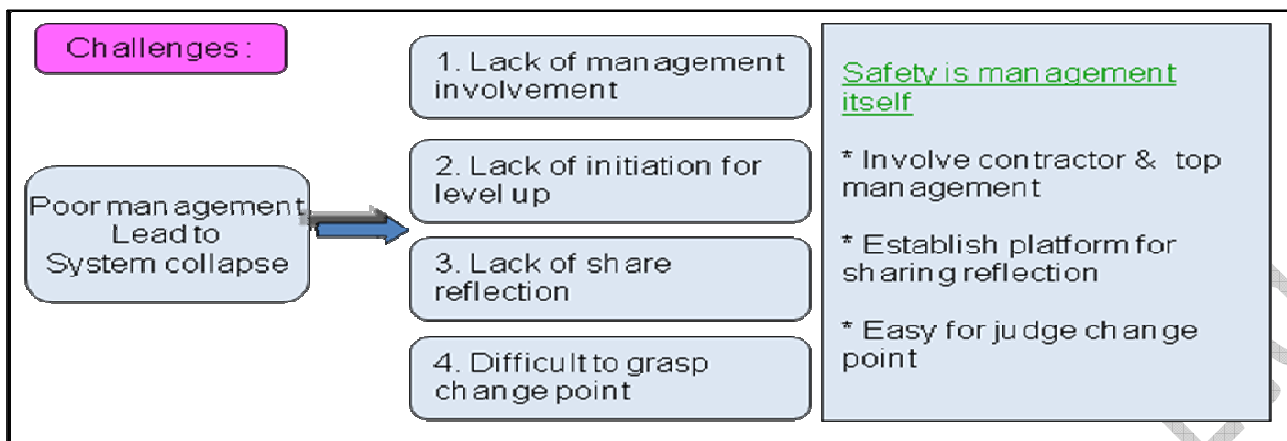 Challenges:
Poor management
Lead to
System collapse
1. Lack of management
involvement
2. Lack of initiation for
level up
3. Lack of share
reflection
4. Difficult to grasp
change point
Safety is management
itself
* Involve contractor & top
management
* Establish platform for
sharing reflection
* Easy for judge change
point